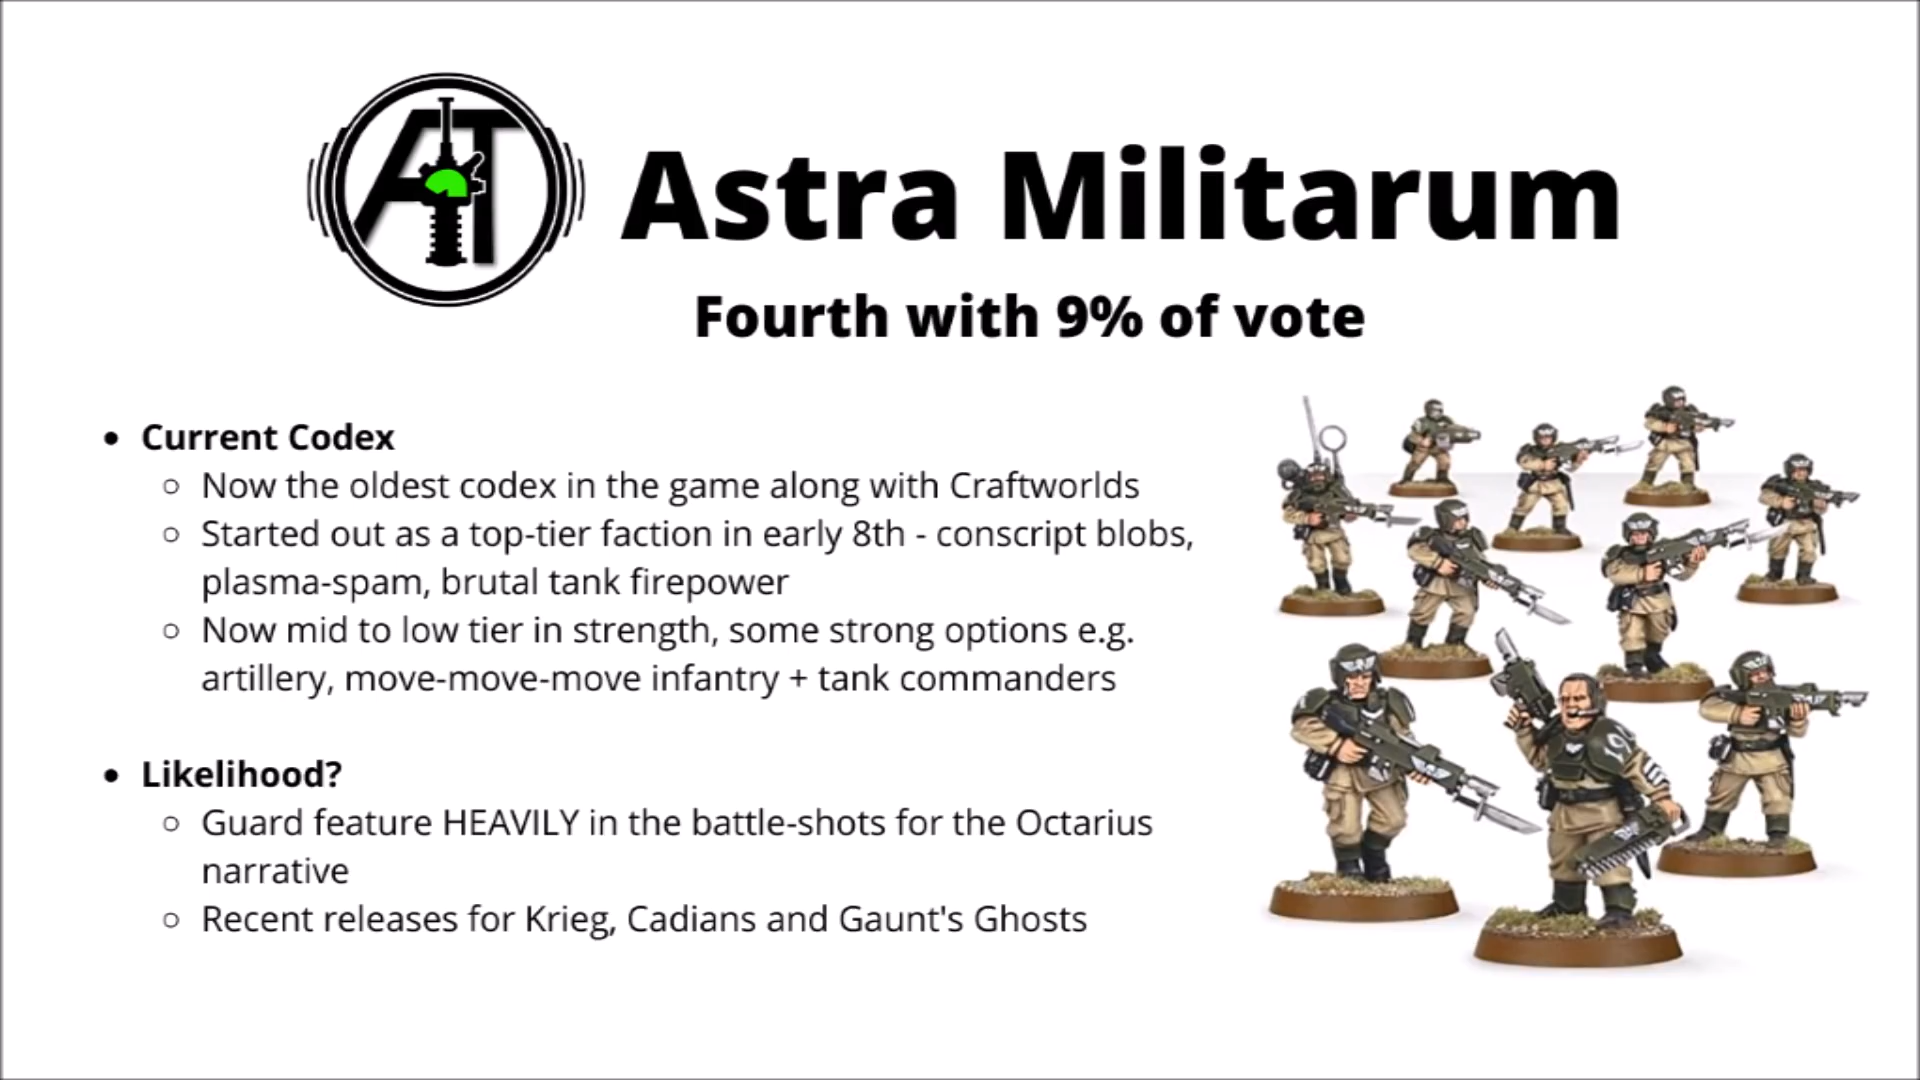 AT
Astra Militarum
Fourth with 9% of vote
• Current Codex
○ Now the oldest codex in the game along with Craftworlds
○ Started out as a top-tier faction in early 8th - conscript blobs,
plasma-spam, brutal tank firepower
○ Now mid to low tier in strength, some strong options e.g.
artillery, move-move-move infantry + tank commanders
• Likelihood?
○ Guard feature HEAVILY in the battle-shots for the Octarius
narrative
○ Recent releases for Krieg, Cadians and Gaunt's Ghosts